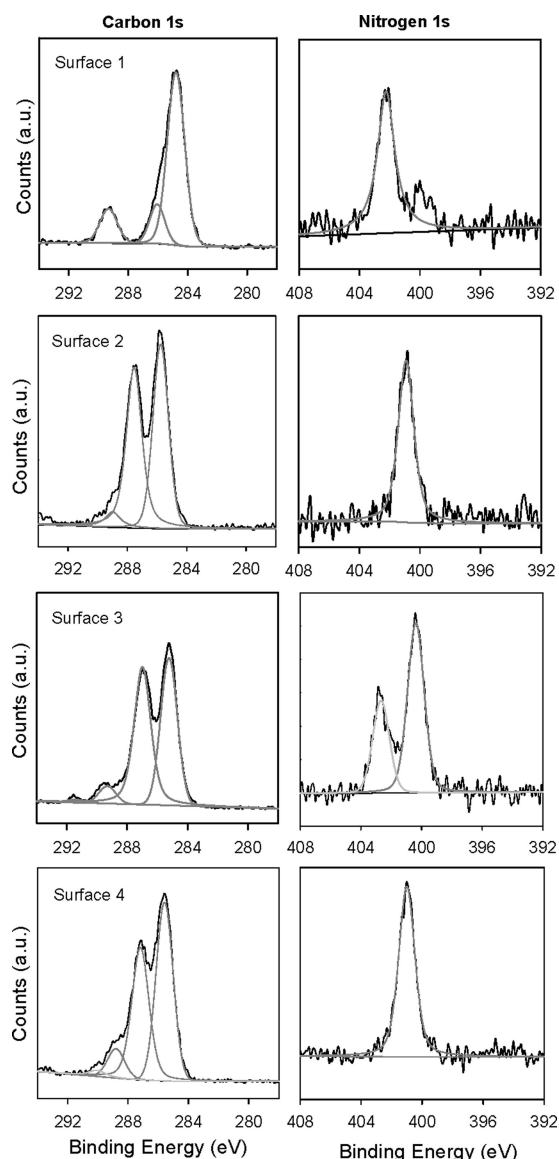 Carbon 1s Nitrogen 1s
Surface 1
Counts (a.u.)
292 288 284 280 408 404 400 396 392
Surface 2
Counts (a.u.)
292 288 284 280 408 404 400 396 392
Surface 3
Counts (a.u.)
292 288 284 280 408 404 400 396 392
Surface 4
Counts (a.u.)
292 288 284 280 408 404 400 396 392
Binding Energy (eV) Binding Energy (eV)